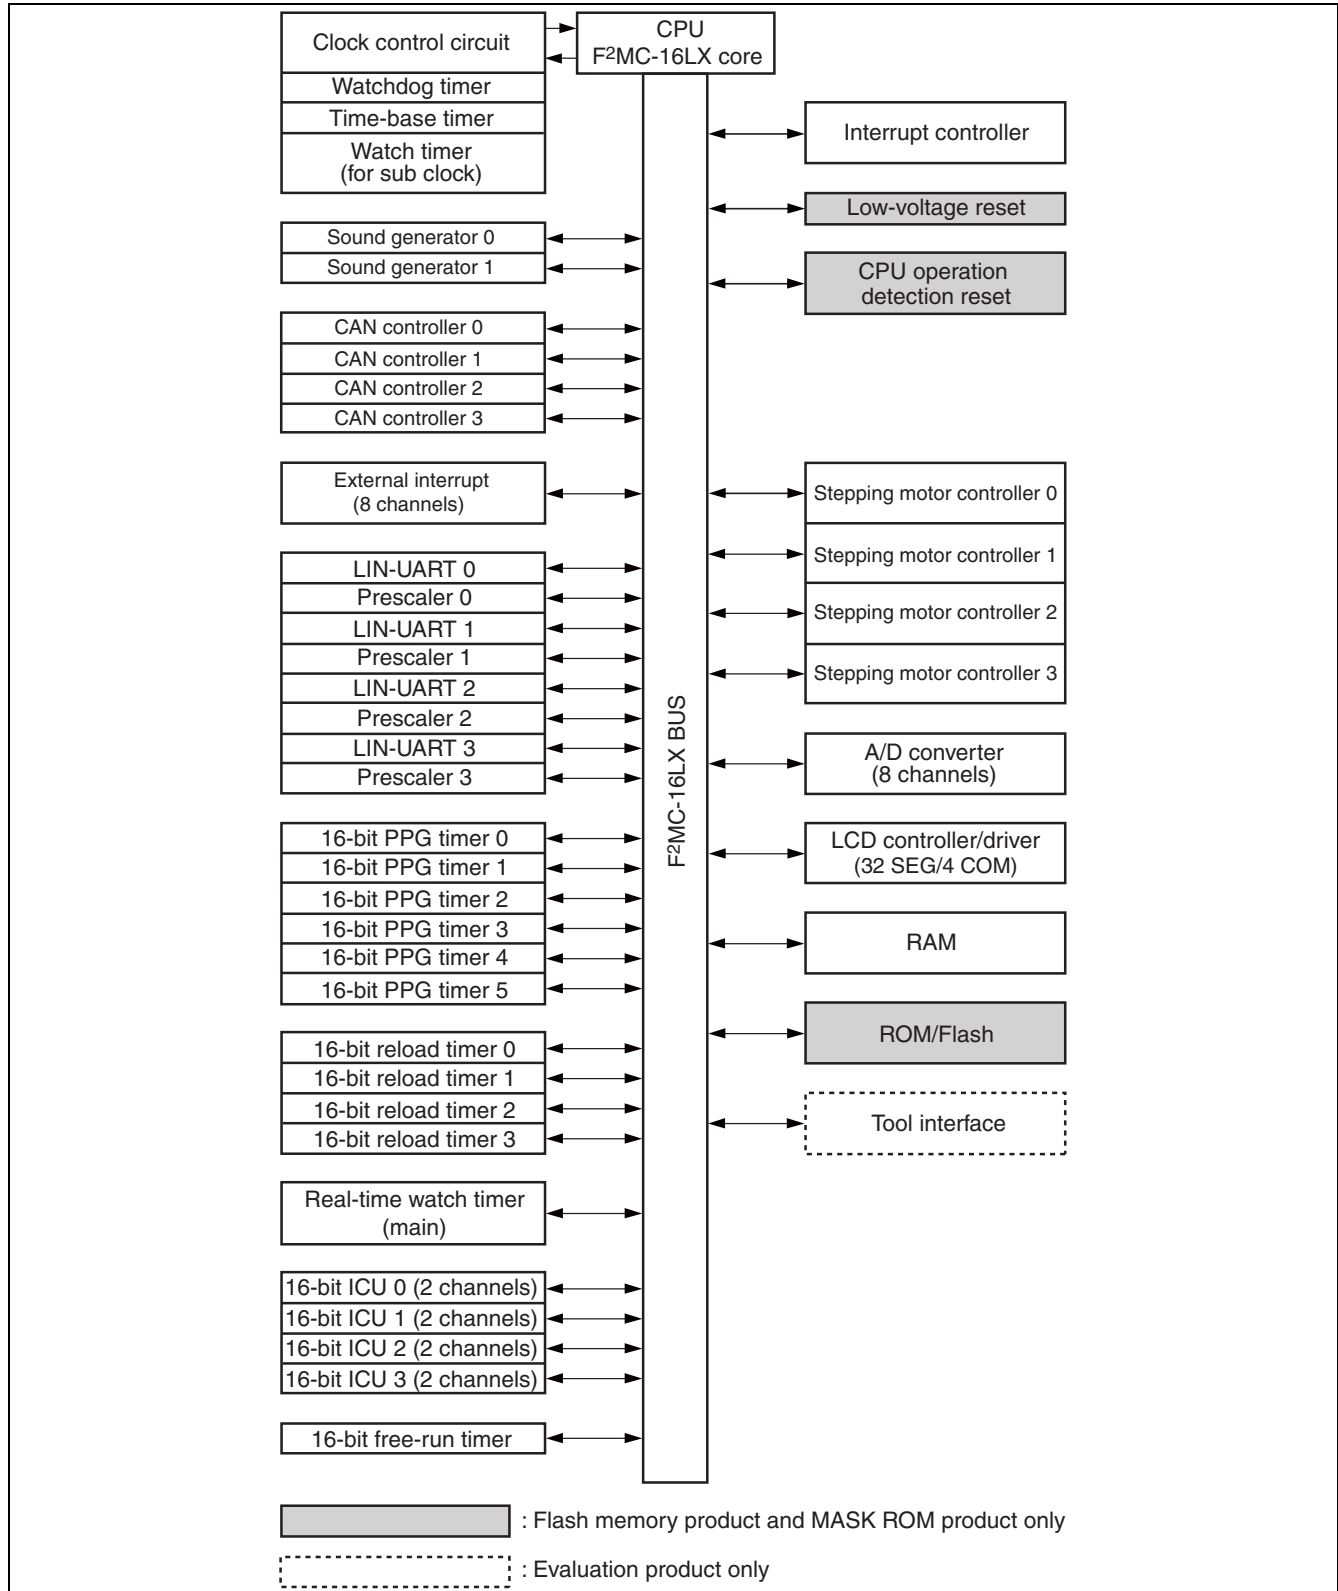 Clock control circuit
Watchdog timer
Time-base timer
Watch timer
(for sub clock)
CPU
F²MC-16LX core
Sound generator 0
Sound generator 1
CAN controller 0
CAN controller 1
CAN controller 2
CAN controller 3
External interrupt
(8 channels)
LIN-UART 0
Prescaler 0
LIN-UART 1
Prescaler 1
LIN-UART 2
Prescaler 2
LIN-UART 3
Prescaler 3
16-bit PPG timer 0
16-bit PPG timer 1
16-bit PPG timer 2
16-bit PPG timer 3
16-bit PPG timer 4
16-bit PPG timer 5
16-bit reload timer 0
16-bit reload timer 1
16-bit reload timer 2
16-bit reload timer 3
Real-time watch timer
(main)
16-bit ICU 0 (2 channels)
16-bit ICU 1 (2 channels)
16-bit ICU 2 (2 channels)
16-bit ICU 3 (2 channels)
16-bit free-run timer
F²MC-16LX BUS
Interrupt controller
Low-voltage reset
CPU operation
detection reset
Stepping motor controller 0
Stepping motor controller 1
Stepping motor controller 2
Stepping motor controller 3
A/D converter
(8 channels)
LCD controller/driver
(32 SEG/4 COM)
RAM
ROM/Flash
Tool interface
: Flash memory product and MASK ROM product only
: Evaluation product only